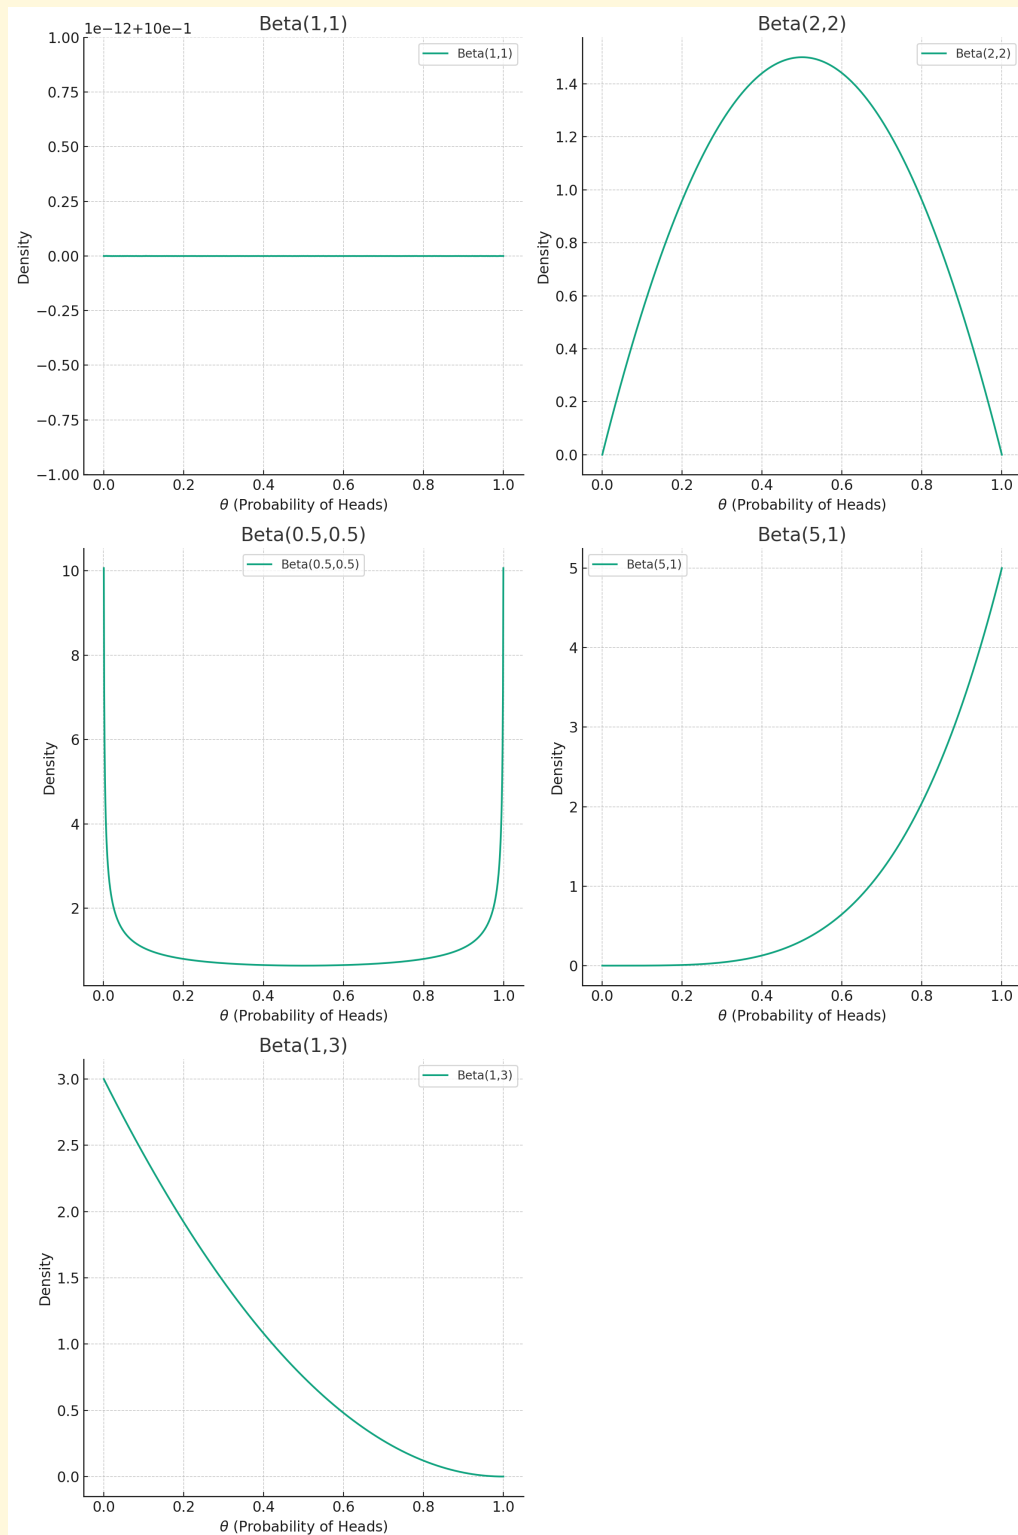 Beta(1,1)
1e−12+10e−1
Beta(1,1)
1.00
0.75
0.50
0.25
0.00
−0.25
−0.50
−0.75
−1.00
Density
0.0 0.2 0.4 0.6 0.8 1.0
θ (Probability of Heads)
Beta(2,2)
Beta(2,2)
1.4
1.2
1.0
0.8
0.6
0.4
0.2
0.0
Density
0.0 0.2 0.4 0.6 0.8 1.0
θ (Probability of Heads)
Beta(0.5,0.5)
Beta(0.5,0.5)
10
8
6
4
2
Density
0.0 0.2 0.4 0.6 0.8 1.0
θ (Probability of Heads)
Beta(5,1)
Beta(5,1)
5
4
3
2
1
0
Density
0.0 0.2 0.4 0.6 0.8 1.0
θ (Probability of Heads)
Beta(1,3)
Beta(1,3)
3.0
2.5
2.0
1.5
1.0
0.5
0.0
Density
0.0 0.2 0.4 0.6 0.8 1.0
θ (Probability of Heads)